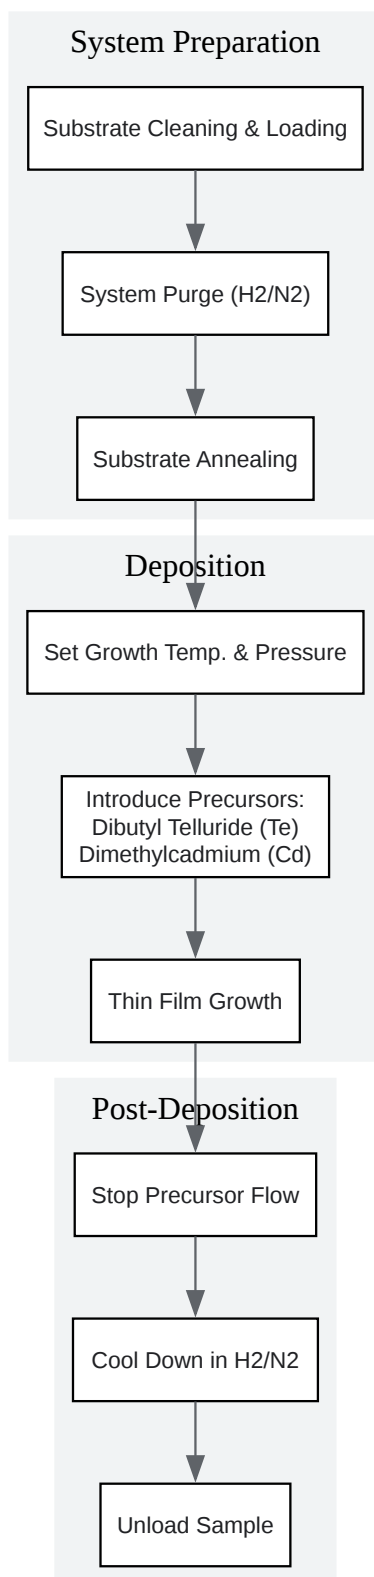 System Preparation
Substrate Cleaning & Loading
System Purge (H2/N2)
Substrate Annealing
Deposition
Set Growth Temp. & Pressure
Introduce Precursors:
Dibutyl Telluride (Te)
Dimethylcadmium (Cd)
Thin Film Growth
Post-Deposition
Stop Precursor Flow
Cool Down in H2/N2
Unload Sample